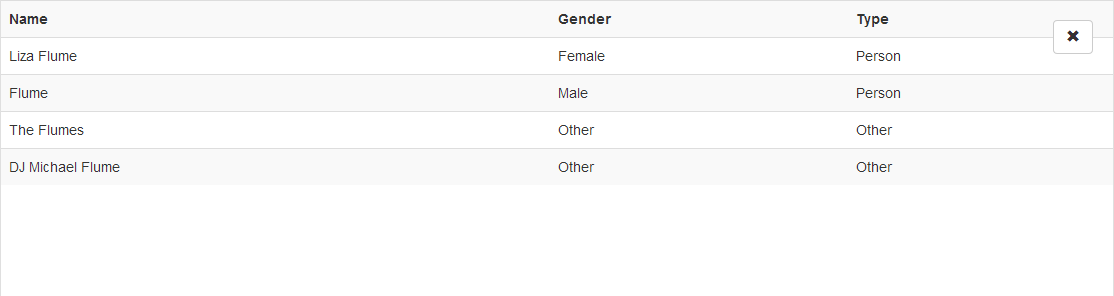 Name Gender Type
Liza Flume Female Person
Flume Male Person
The Flumes Other Other
DJ Michael Flume Other Other